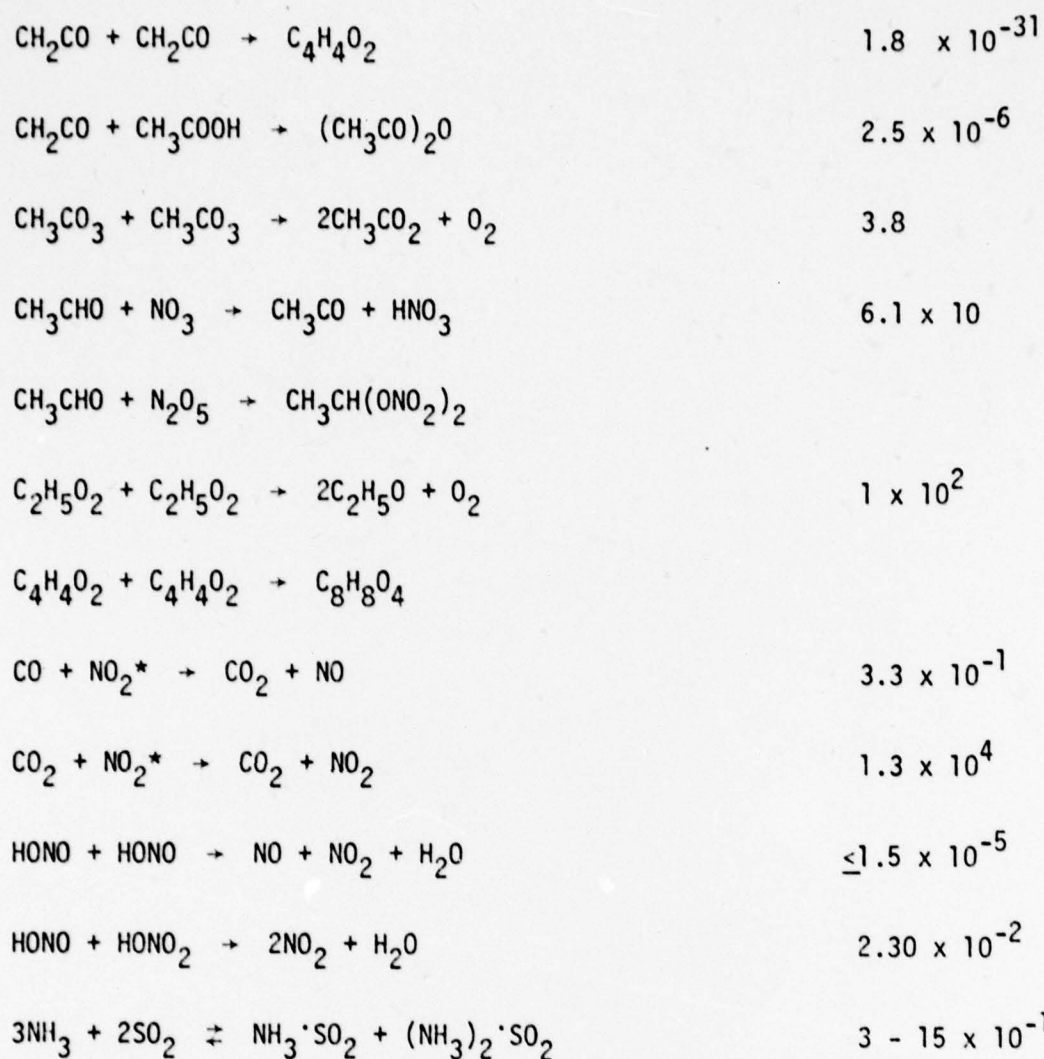 CH₂CO + CH₂CO → C₄H₄O₂ 1.8 x 10⁻³¹
CH₂CO + CH₃COOH → (CH₃CO)₂O 2.5 x 10⁻⁶
CH₃CO₃ + CH₃CO₃ → 2CH₃CO₂ + O₂ 3.8
CH₃CHO + NO₃ → CH₃CO + HNO₃ 6.1 x 10
CH₃CHO + N₂O₅ → CH₃CH(ONO₂)₂
C₂H₅O₂ + C₂H₅O₂ → 2C₂H₅O + O₂ 1 x 10²
C₄H₄O₂ + C₄H₄O₂ → C₈H₈O₄
CO + NO₂* → CO₂ + NO 3.3 x 10⁻¹
CO₂ + NO₂* → CO₂ + NO₂ 1.3 x 10⁴
HONO + HONO → NO + NO₂ + H₂O ≤1.5 x 10⁻⁵
HONO + HONO₂ → 2NO₂ + H₂O 2.30 x 10⁻²
3NH₃ + 2SO₂ ⇄ NH₃·SO₂ + (NH₃)₂·SO₂ 3 - 15 x 10⁻¹